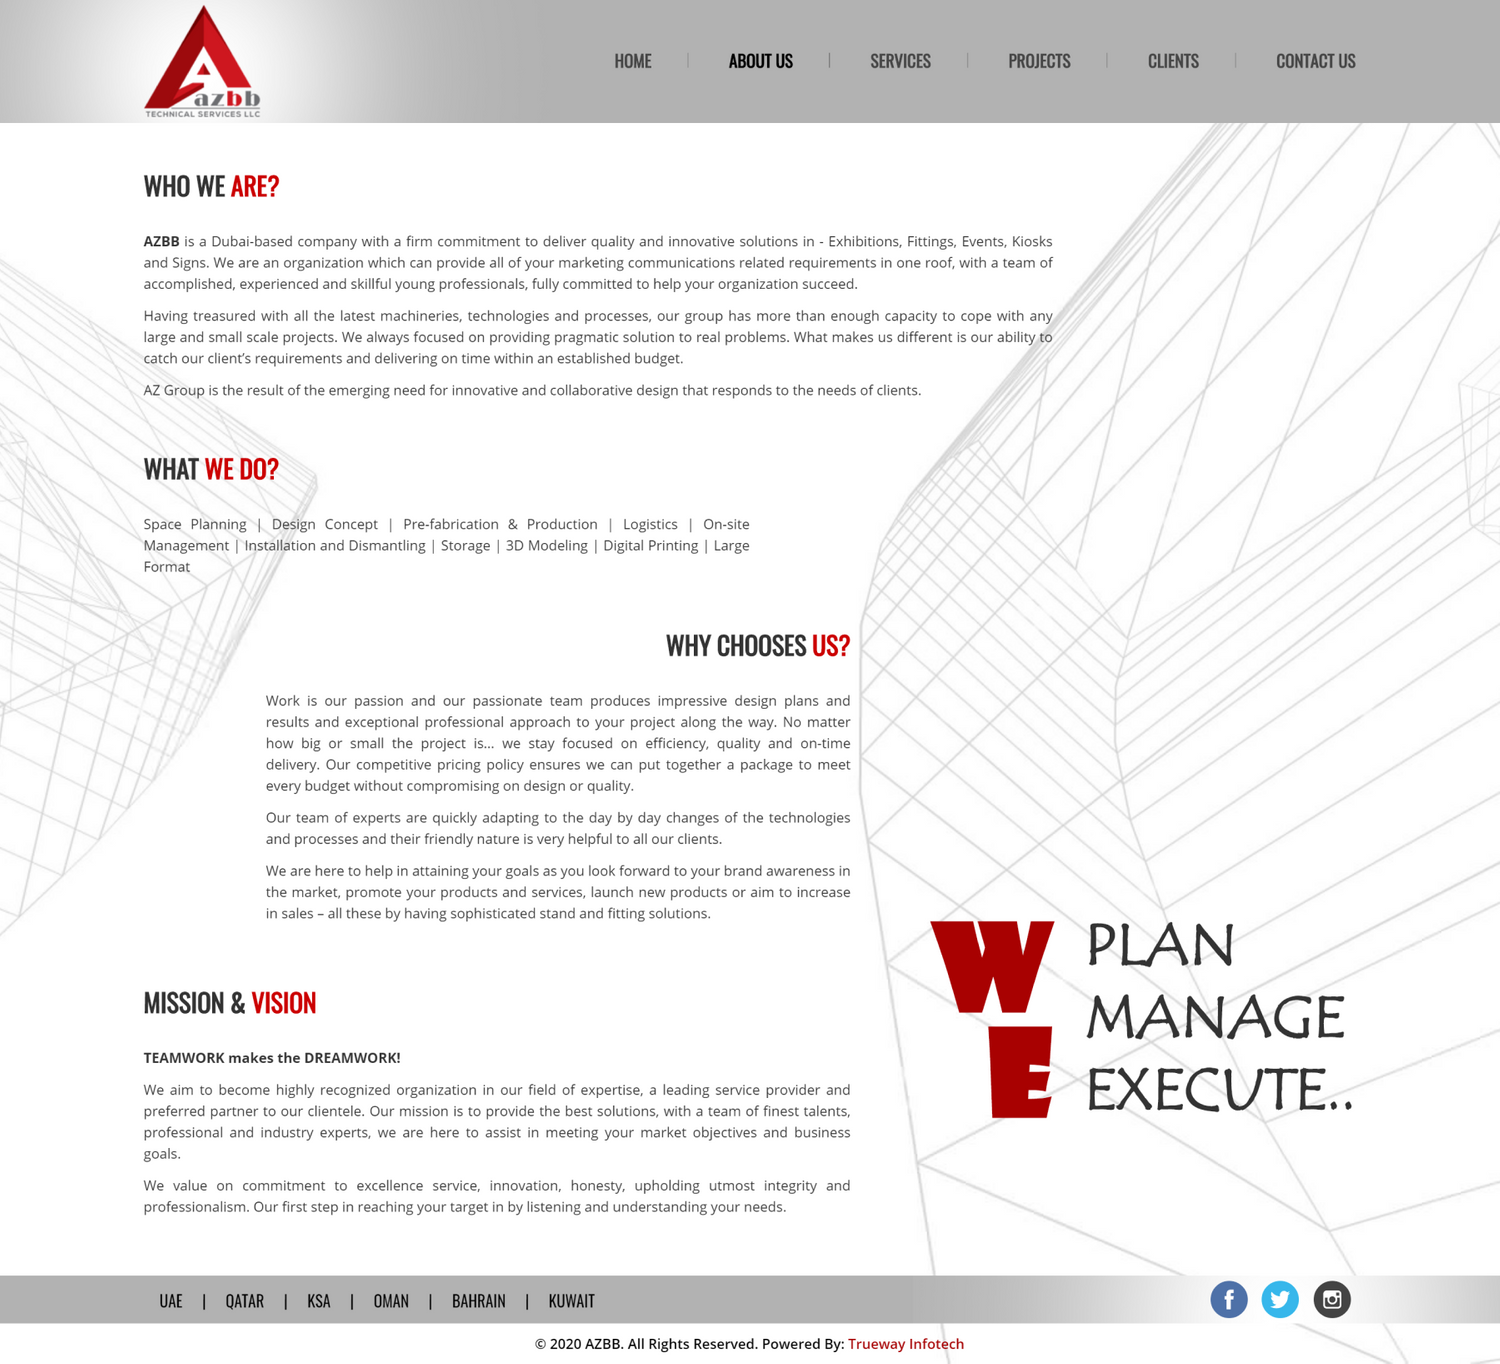 azbb
TECHNICAL SERVICES LLC
HOME | ABOUT US | SERVICES | PROJECTS | CLIENTS | CONTACT US
WHO WE ARE?
AZBB is a Dubai-based company with a firm commitment to deliver quality and innovative solutions in - Exhibitions, Fittings, Events, Kiosks
and Signs. We are an organization which can provide all of your marketing communications related requirements in one roof, with a team of
accomplished, experienced and skillful young professionals, fully committed to help your organization succeed.
Having treasured with all the latest machineries, technologies and processes, our group has more than enough capacity to cope with any
large and small scale projects. We always focused on providing pragmatic solution to real problems. What makes us different is our ability to
catch our client’s requirements and delivering on time within an established budget.
AZ Group is the result of the emerging need for innovative and collaborative design that responds to the needs of clients.
WHAT WE DO?
Space Planning | Design Concept | Pre-fabrication & Production | Logistics | On-site
Management | Installation and Dismantling | Storage | 3D Modeling | Digital Printing | Large
Format
WHY CHOOSES US?
Work is our passion and our passionate team produces impressive design plans and
results and exceptional professional approach to your project along the way. No matter
how big or small the project is... we stay focused on efficiency, quality and on-time
delivery. Our competitive pricing policy ensures we can put together a package to meet
every budget without compromising on design or quality.
Our team of experts are quickly adapting to the day by day changes of the technologies
and processes and their friendly nature is very helpful to all our clients.
We are here to help in attaining your goals as you look forward to your brand awareness in
the market, promote your products and services, launch new products or aim to increase
in sales – all these by having sophisticated stand and fitting solutions.
MISSION & VISION
TEAMWORK makes the DREAMWORK!
We aim to become highly recognized organization in our field of expertise, a leading service provider and
preferred partner to our clientele. Our mission is to provide the best solutions, with a team of finest talents,
professional and industry experts, we are here to assist in meeting your market objectives and business
goals.
We value on commitment to excellence service, innovation, honesty, upholding utmost integrity and
professionalism. Our first step in reaching your target in by listening and understanding your needs.
WE
PLAN
MANAGE
EXECUTE..
UAE | QATAR | KSA | OMAN | BAHRAIN | KUWAIT
© 2020 AZBB. All Rights Reserved. Powered By: Trueway Infotech